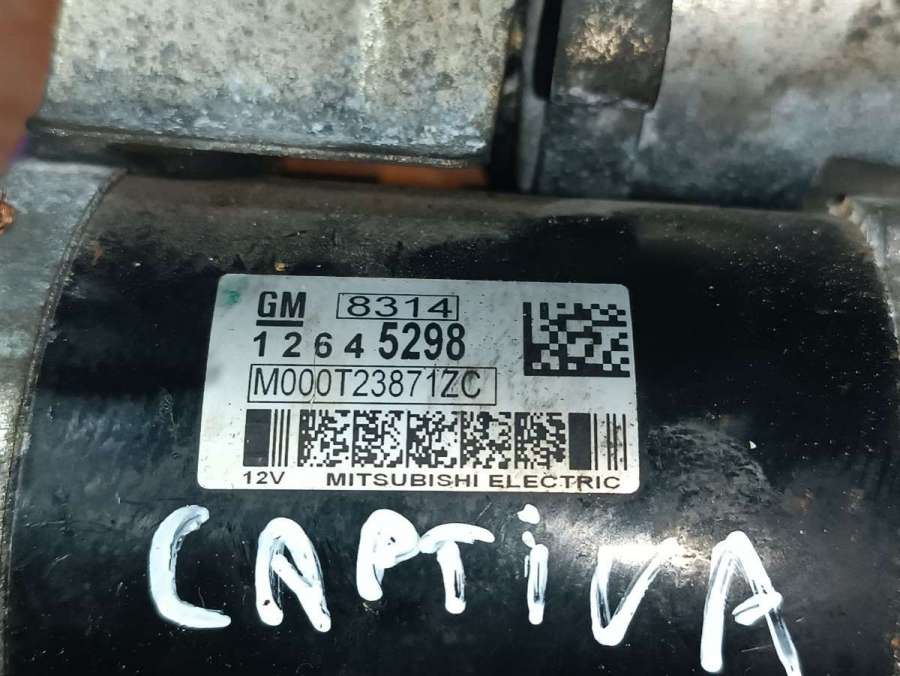 GM 8314
12645298
M000T23871ZC
12V MITSUBISHI ELECTRIC
CAPTiVA